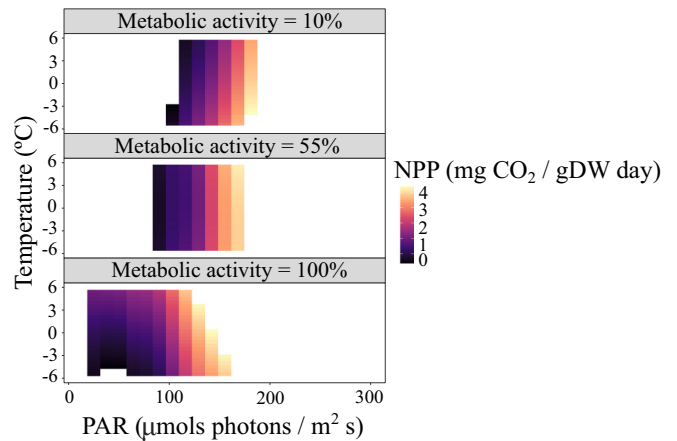 Metabolic activity = 10%
6
3
0
-3
-6
Metabolic activity = 55%
6
3
0
-3
-6
Metabolic activity = 100%
6
3
0
-3
-6
0 100 200 300
Temperature (ºC)
PAR (µmols photons / m² s)
NPP (mg CO₂ / gDW day)
4
3
2
1
0